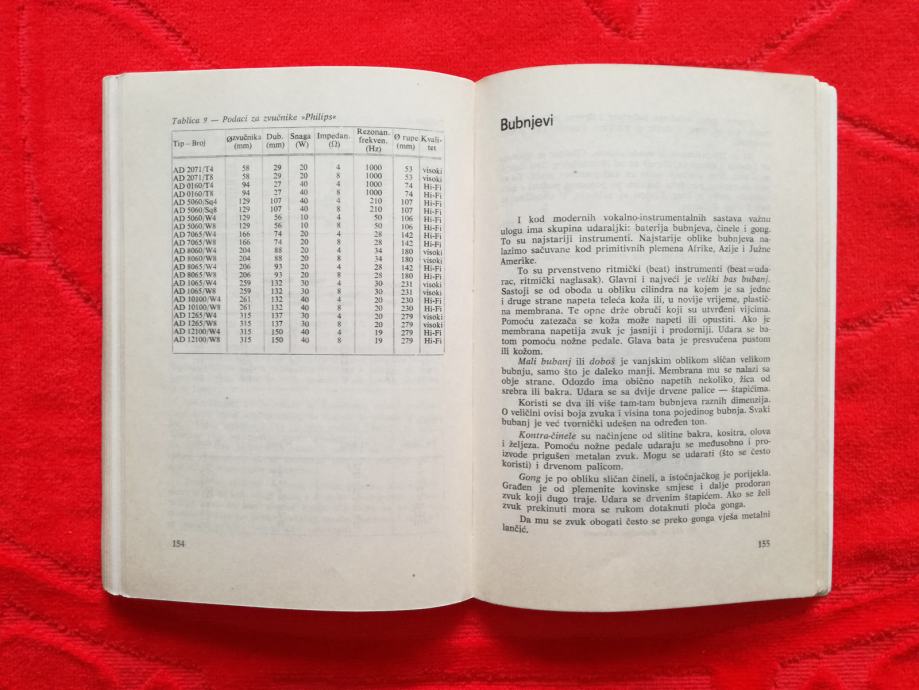 Tablica 9 — Podaci za zvučnike »Philips«
Tip – Broj Øzvučnika (mm) Dub. (mm) Snaga (W) Impedan. (Ω) Rezonan. frekven. (Hz) Ø rupe (mm) Kvali-tet
AD 2071/T4 58 29 20 4 1000 53 visoki
AD 2071/T8 58 29 20 8 1000 53 visoki
AD 0160/T4 94 27 40 4 1000 74 Hi-Fi
AD 0160/T8 94 27 40 8 1000 74 Hi-Fi
AD 5060/Sq4 129 107 40 4 210 107 Hi-Fi
AD 5060/Sq8 129 107 40 8 210 107 Hi-Fi
AD 5060/W4 129 56 10 4 50 106 Hi-Fi
AD 5060/W8 129 56 10 8 50 106 Hi-Fi
AD 7065/W4 166 74 20 4 28 142 Hi-Fi
AD 7065/W8 166 74 20 8 28 142 Hi-Fi
AD 8060/W4 204 88 20 4 34 180 visoki
AD 8060/W8 204 88 20 8 34 180 visoki
AD 8065/W4 206 93 20 4 28 142 Hi-Fi
AD 8065/W8 206 93 20 8 28 180 Hi-Fi
AD 1065/W4 259 132 30 4 30 231 visoki
AD 1065/W8 259 132 30 8 30 231 visoki
AD 10100/W4 261 132 40 4 20 230 Hi-Fi
AD 10100/W8 261 132 40 8 20 230 Hi-Fi
AD 1265/W4 315 137 30 4 20 279 visoki
AD 1265/W8 315 137 30 8 20 279 visoki
AD 12100/W4 315 150 40 4 19 279 Hi-Fi
AD 12100/W8 315 150 40 8 19 279 Hi-Fi
154
Bubnjevi
I kod modernih vokalno-instrumentalnih sastava važnu
ulogu ima skupina udaraljki: baterija bubnjeva, činele i gong.
To su najstariji instrumenti. Najstarije oblike bubnjeva na-
lazimo sačuvane kod primitivnih plemena Afrike, Azije i Južne
Amerike.
To su prvenstveno ritmički (beat) instrumenti (beat=uda-
rac, ritmički naglasak). Glavni i najveći je veliki bas bubanj.
Sastoji se od oboda u obliku cilindra na kojem je sa jedne
i druge strane napeta teleća koža ili, u novije vrijeme, plastič-
na membrana. Te opne drže obruči koji su utvrđeni vijcima.
Pomoću zatezača se koža može napeti ili opustiti. Ako je
membrana napetija zvuk je jasniji i prodorniji. Udara se ba-
tom pomoću nožne pedale. Glava bata je presvučena pustom
ili kožom.
Mali bubanj ili doboš je vanjskim oblikom sličan velikom
bubnju, samo što je daleko manji. Membrana mu se nalazi sa
obje strane. Odozdo ima obično napetih nekoliko žica od
srebra ili bakra. Udara se sa dvije drvene palice — štapićima.
Koristi se dva ili više tam-tam bubnjeva raznih dimenzija.
O veličini ovisi boja zvuka i visina tona pojedinog bubnja. Svaki
bubanj je već tvornički udešen na određen ton.
Kontra-činele su načinjene od slitine bakra, kositra, olova
i željeza. Pomoću nožne pedale udaraju se međusobno i pro-
izvode prigušen metalan zvuk. Mogu se udarati (što se često
koristi) i drvenom palicom.
Gong je po obliku sličan čineli, a istočnjačkog je porijekla.
Građen je od plemenite kovinske smjese i dalje prodoran
zvuk koji dugo traje. Udara se drvenim štapićem. Ako se želi
zvuk prekinuti mora se rukom dotaknuti ploča gonga.
Da mu se zvuk obogati često se preko gonga vješa metalni
lančić.
155